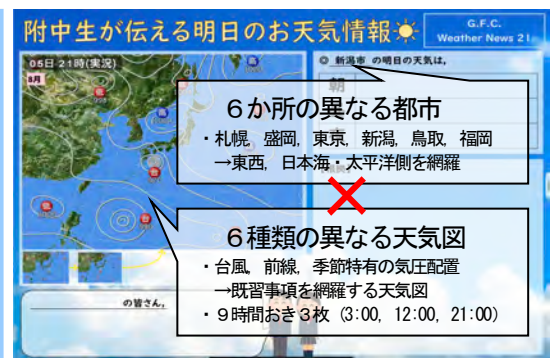 附中生が伝える明日のお天気情報
G.F.C.
Weather News 21
05日21時(実況)
8月
◎ 新潟市 の明日の天気は,
朝
6か所の異なる都市
・札幌, 盛岡, 東京, 新潟, 鳥取, 福岡
→東西, 日本海・太平洋側を網羅
6種類の異なる天気図
・台風, 前線, 季節特有の気圧配置
→既習事項を網羅する天気図
・9時間おき3枚 (3:00, 12:00, 21:00)
の皆さん,